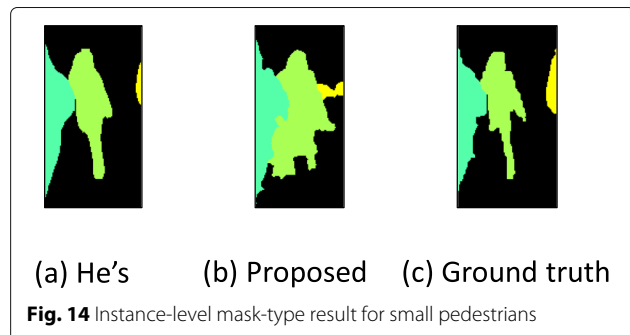 (a) He's (b) Proposed (c) Ground truth
Fig. 14 Instance-level mask-type result for small pedestrians